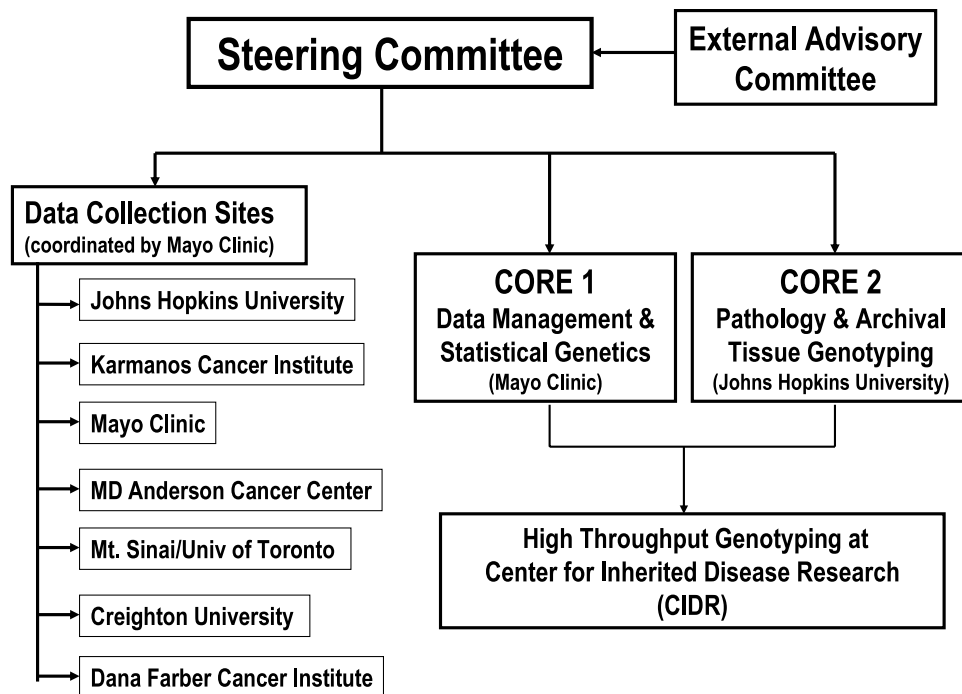 Steering Committee
External Advisory
Committee
Data Collection Sites
(coordinated by Mayo Clinic)
Johns Hopkins University
Karmanos Cancer Institute
Mayo Clinic
MD Anderson Cancer Center
Mt. Sinai/Univ of Toronto
Creighton University
Dana Farber Cancer Institute
CORE 1
Data Management &
Statistical Genetics
(Mayo Clinic)
CORE 2
Pathology & Archival
Tissue Genotyping
(Johns Hopkins University)
High Throughput Genotyping at
Center for Inherited Disease Research
(CIDR)